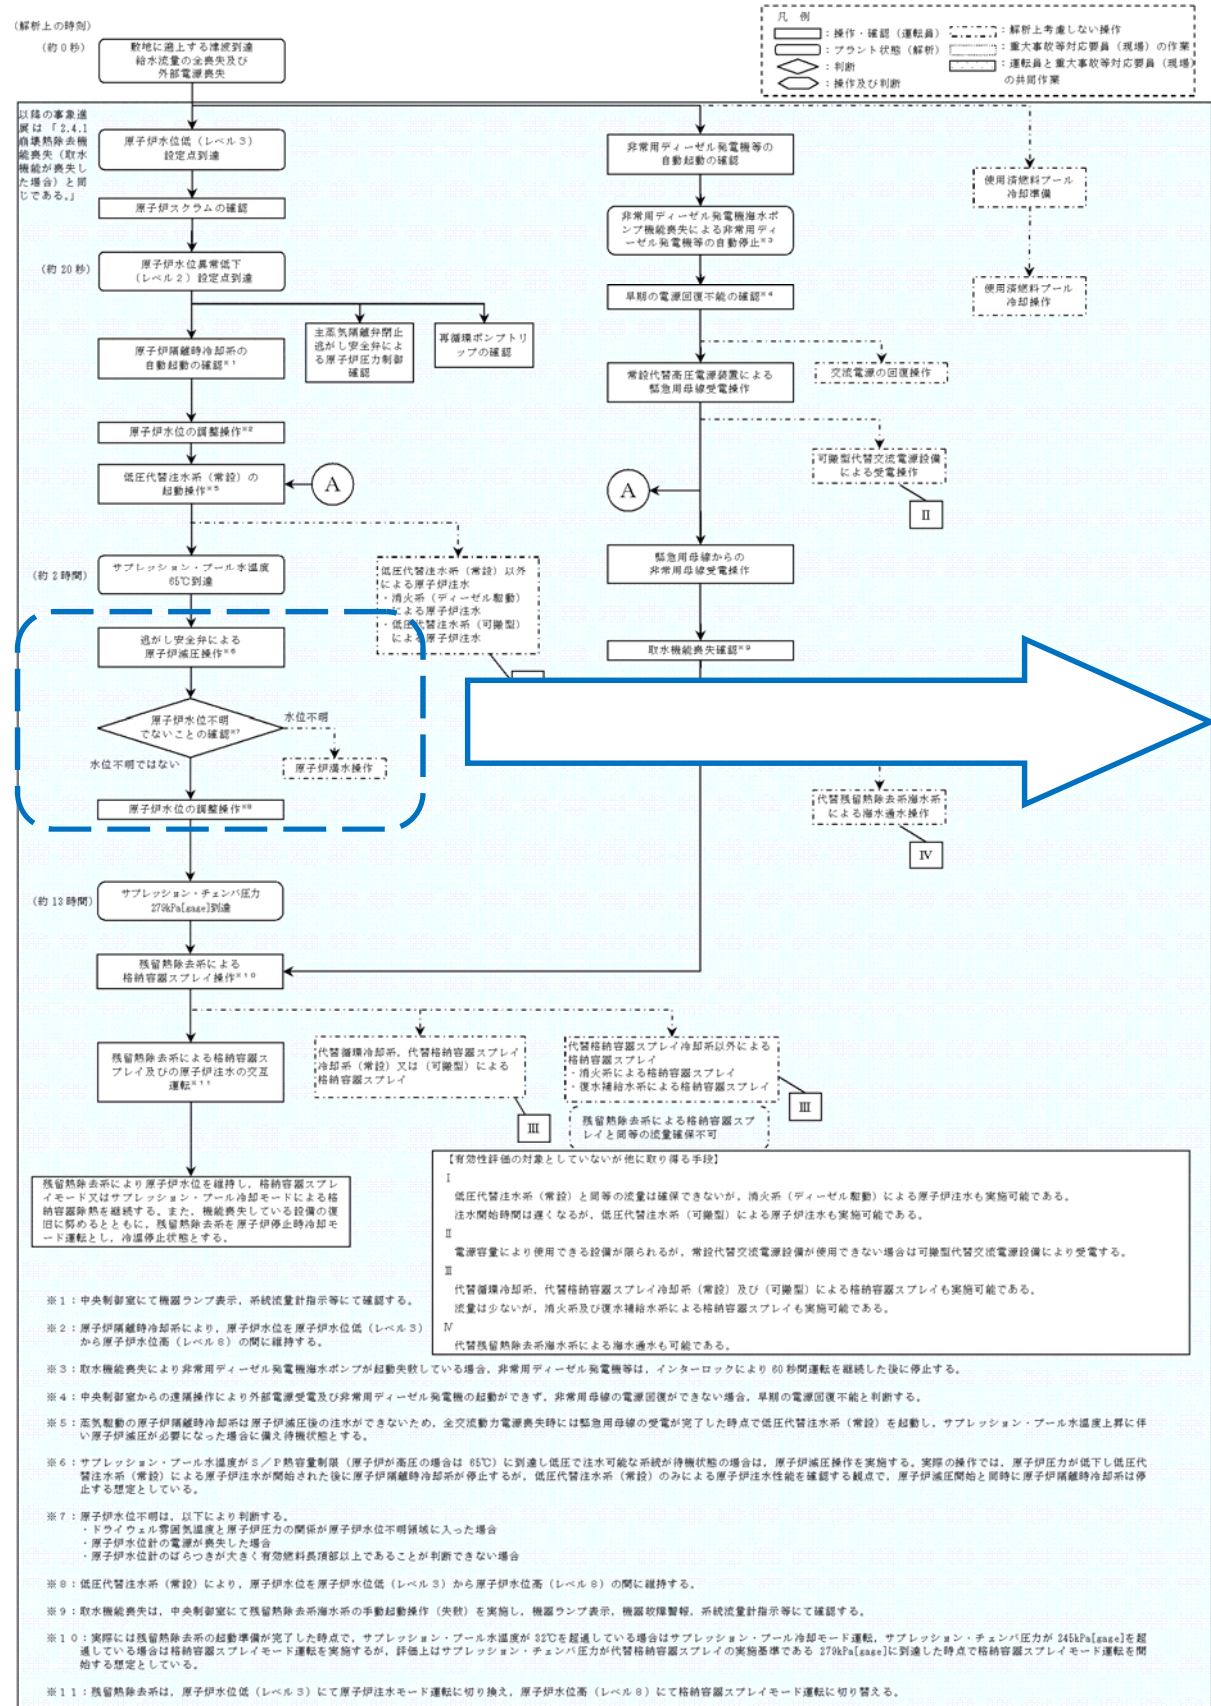 (解析上の時刻)
凡 例
：操作・確認（運転員）
：プラント状態（解析）
：判断
：操作及び判断
：解析上考慮しない操作
：重大事故等対応要員（現場）の作業
：運転員と重大事故等対応要員（現場）
の共同作業
(約０秒)
敷地に遡上する津波到達
給水流量の全喪失及び
外部電源喪失
以降の事象進
展は「2.4.1
崩壊熱除去機
能喪失（取水
機能が喪失し
た場合）と同
じである。」
原子炉水位低（レベル３）
設定点到達
原子炉スクラムの確認
(約 20 秒)
原子炉水位異常低下
（レベル２）設定点到達
原子炉隔離時冷却系の
自動起動の確認※1
主蒸気隔離弁閉止
逃がし安全弁によ
る原子炉圧力制御
確認
再循環ポンプトリ
ップの確認
原子炉水位の調整操作※2
低圧代替注水系（常設）の
起動操作※5
A
(約２時間)
サプレッション・プール水温度
65℃到達
低圧代替注水系（常設）以外
による原子炉注水
・消火系（ディーゼル駆動）
による原子炉注水
・低圧代替注水系（可搬型）
による原子炉注水
逃がし安全弁による
原子炉減圧操作※6
原子炉水位不明
でないことの確認※7
水位不明
水位不明ではない
原子炉満水操作
原子炉水位の調整操作※8
(約 13 時間)
サプレッション・チェンバ圧力
279kPa[gage]到達
残留熱除去系による
格納容器スプレイ操作※10
残留熱除去系による格納容器ス
プレイ及びの原子炉注水の交互
運転※11
残留熱除去系により原子炉水位を維持し，格納容器スプレ
イモード又はサプレッション・プール冷却モードによる格
納容器除熱を継続する。また，機能喪失している設備の復
旧に努めるとともに，残留熱除去系を原子炉停止時冷却モ
ード運転とし，冷温停止状態とする。
非常用ディーゼル発電機等の
自動起動の確認
非常用ディーゼル発電機海水ポ
ンプ機能喪失による非常用ディ
ーゼル発電機等の自動停止※3
早期の電源回復不能の確認※4
常設代替高圧電源装置による
緊急用母線受電操作
A
緊急用母線からの
非常用母線受電操作
取水機能喪失確認※9
使用済燃料プール
冷却準備
使用済燃料プール
冷却操作
交流電源の回復操作
可搬型代替交流電源設備
による受電操作
Ⅱ
代替残留熱除去系海水系
による海水通水操作
Ⅳ
代替循環冷却系，代替格納容器スプレイ
冷却系（常設）又は（可搬型）による
格納容器スプレイ
Ⅲ
代替格納容器スプレイ冷却系以外による
格納容器スプレイ
・消火系による格納容器スプレイ
・復水補給水系による格納容器スプレイ
Ⅲ
残留熱除去系による格納容器スプ
レイと同等の流量確保不可
【有効性評価の対象としていないが他に取り得る手段】
Ⅰ
低圧代替注水系（常設）と同等の流量は確保できないが，消火系（ディーゼル駆動）による原子炉注水も実施可能である。
注水開始時間は遅くなるが，低圧代替注水系（可搬型）による原子炉注水も実施可能である。
Ⅱ
電源容量により使用できる設備が限られるが，常設代替交流電源設備が使用できない場合は可搬型代替交流電源設備により受電する。
Ⅲ
代替循環冷却系，代替格納容器スプレイ冷却系（常設）及び（可搬型）による格納容器スプレイも実施可能である。
流量は少ないが，消火系及び復水補給水系による格納容器スプレイも実施可能である。
Ⅳ
代替残留熱除去系海水系による海水通水も可能である。
※１：中央制御室にて機器ランプ表示，系統流量計指示等にて確認する。
※２：原子炉隔離時冷却系により，原子炉水位を原子炉水位低（レベル３）
から原子炉水位高（レベル８）の間に維持する。
※３：取水機能喪失により非常用ディーゼル発電機海水ポンプが起動失敗している場合，非常用ディーゼル発電機等は，インターロックにより 60 秒間運転を継続した後に停止する。
※４：中央制御室からの遠隔操作により外部電源受電及び非常用ディーゼル発電機の起動ができず，非常用母線の電源回復ができない場合，早期の電源回復不能と判断する。
※５：蒸気駆動の原子炉隔離時冷却系は原子炉減圧後の注水ができないため，全交流動力電源喪失時には緊急用母線の受電が完了した時点で低圧代替注水系（常設）を起動し，サプレッション・プール水温度上昇に伴
い原子炉減圧が必要になった場合に備え待機状態とする。
※６：サプレッション・プール水温度がＳ／Ｐ熱容量制限（原子炉が高圧の場合は 65℃）に到達し低圧で注水可能な系統が待機状態の場合は，原子炉減圧操作を実施する。実際の操作では，原子炉圧力が低下し低圧代
替注水系（常設）による原子炉注水が開始された後に原子炉隔離時冷却系が停止するが，低圧代替注水系（常設）のみによる原子炉注水性能を確認する観点で，原子炉減圧開始と同時に原子炉隔離時冷却系は停
止する想定としている。
※７：原子炉水位不明は，以下により判断する。
・ドライウェル雰囲気温度と原子炉圧力の関係が原子炉水位不明領域に入った場合
・原子炉水位計の電源が喪失した場合
・原子炉水位計のばらつきが大きく有効燃料長頂部以上であることが判断できない場合
※８：低圧代替注水系（常設）により，原子炉水位を原子炉水位低（レベル３）から原子炉水位高（レベル８）の間に維持する。
※９：取水機能喪失は，中央制御室にて残留熱除去系海水系の手動起動操作（失敗）を実施し，機器ランプ表示，機器故障警報，系統流量計指示等にて確認する。
※１０：実際には残留熱除去系の起動準備が完了した時点で，サプレッション・プール水温度が 32℃を超過している場合はサプレッション・プール冷却モード運転，サプレッション・チェンバ圧力が 245kPa[gage]を超
過している場合は格納容器スプレイモード運転を実施するが，評価上はサプレッション・チェンバ圧力が代替格納容器スプレイの実施基準である 279kPa[gage]に到達した時点で格納容器スプレイモード運転を開
始する想定としている。
※１１：残留熱除去系は，原子炉水位低（レベル３）にて原子炉注水モード運転に切り換え，原子炉水位高（レベル８）にて格納容器スプレイモード運転に切り替える。